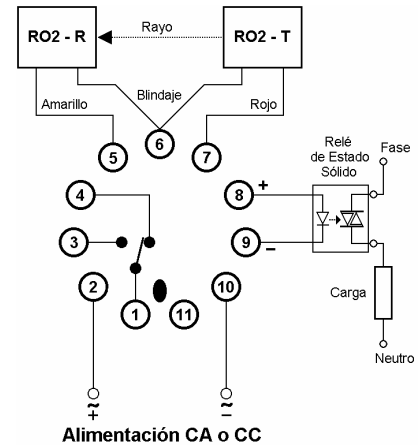 RO2 - R
Rayo
RO2 - T
Amarillo
Blindaje
Rojo
5
6
7
Relé
de Estado
Sólido
Fase
4
8
+
3
9
–
2
1
11
10
Carga
Neutro
~
+
~
–
Alimentación CA o CC